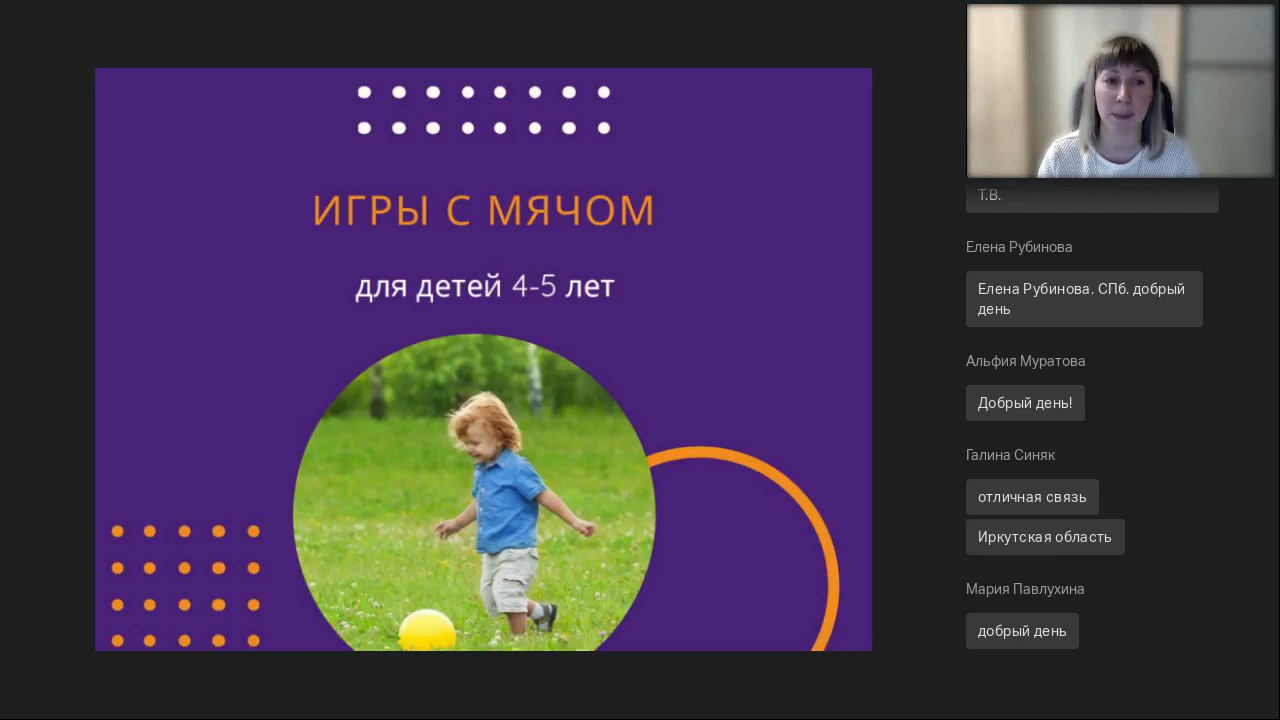 ИГРЫ С МЯЧОМ
для детей 4-5 лет
Т.В.
Елена Рубинова
Елена Рубинова. СПб. добрый
день
Альфия Муратова
Добрый день!
Галина Синяк
отличная связь
Иркутская область
Мария Павлухина
добрый день